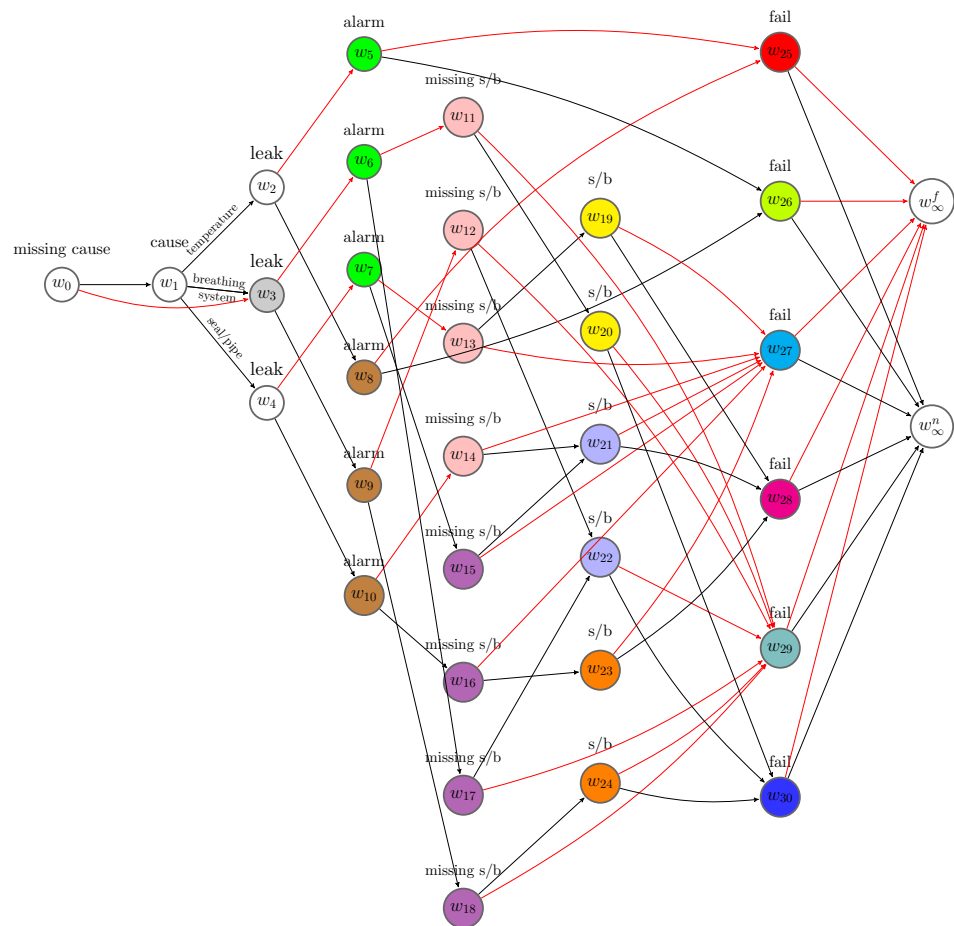 fail
alarm
w₅
w₂₅
missing s/b
w₁₁
alarm
w₆
leak
w₂
fail
w₂₆
s/b
w₁₉
w^f_∞
missing s/b
w₁₂
missing cause
w₀
cause
w₁
temperature
breathing
system
seal/pipe
leak
w₃
alarm
w₇
missing s/b
w₁₃
s/b
w₂₀
fail
w₂₇
leak
w₄
alarm
w₈
missing s/b
w₁₄
s/b
w₂₁
w^n_∞
alarm
w₉
fail
w₂₈
missing s/b
w₁₅
s/b
w₂₂
alarm
w₁₀
missing s/b
w₁₆
s/b
w₂₃
fail
w₂₉
missing s/b
w₁₇
s/b
w₂₄
fail
w₃₀
missing s/b
w₁₈